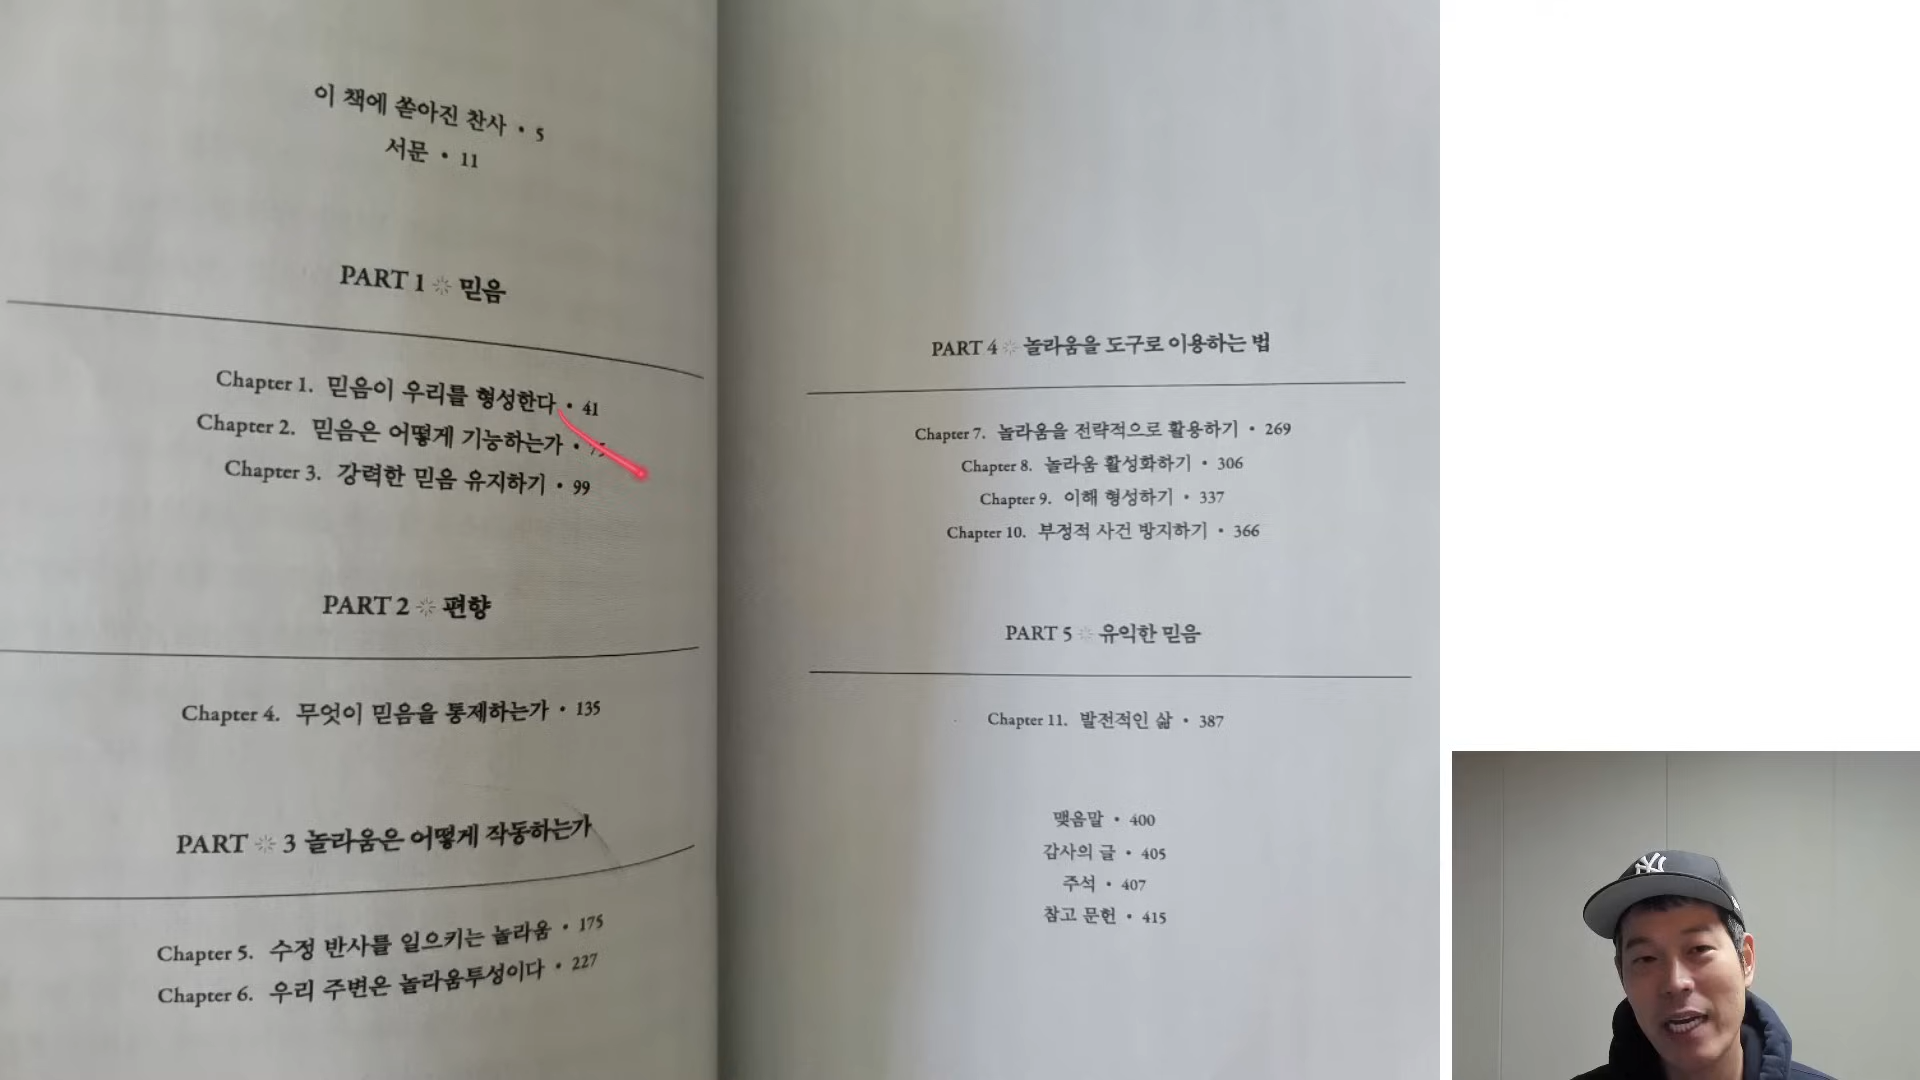 이 책에 쏟아진 찬사 • 5
서문 • 11
PART 1 믿음
Chapter 1. 믿음이 우리를 형성한다 • 41
Chapter 2. 믿음은 어떻게 기능하는가 •
Chapter 3. 강력한 믿음 유지하기 • 99
PART 2 편향
Chapter 4. 무엇이 믿음을 통제하는가 • 135
PART 3 놀라움은 어떻게 작동하는가
Chapter 5. 수정 반사를 일으키는 놀라움 • 175
Chapter 6. 우리 주변은 놀라움투성이다 • 227
PART 4 놀라움을 도구로 이용하는 법
Chapter 7. 놀라움을 전략적으로 활용하기 • 269
Chapter 8. 놀라움 활성화하기 • 306
Chapter 9. 이해 형성하기 • 337
Chapter 10. 부정적 사건 방지하기 • 366
PART 5 유익한 믿음
Chapter 11. 발전적인 삶 • 387
맺음말 • 400
감사의 글 • 405
주석 • 407
참고 문헌 • 415
NY